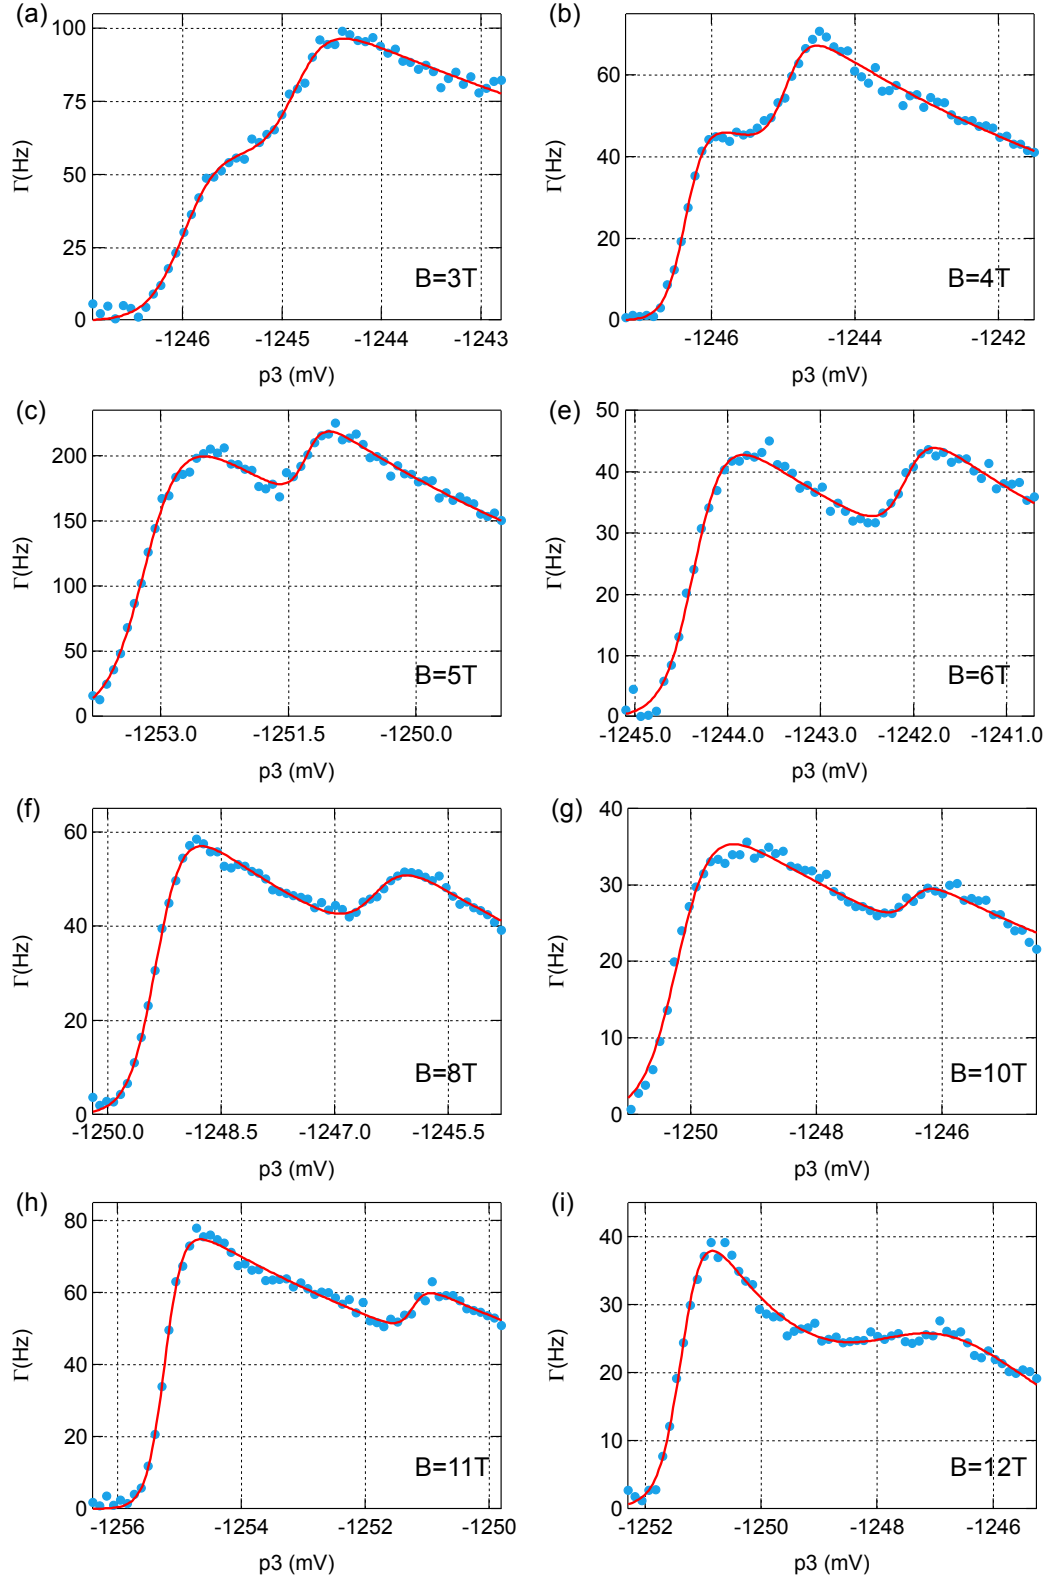 (a)
100
75
50
25
0
Γ(Hz)
B=3T
-1246 -1245 -1244 -1243
p3 (mV)
(b)
60
40
20
0
Γ(Hz)
B=4T
-1246 -1244 -1242
p3 (mV)
(c)
200
150
100
50
0
Γ(Hz)
B=5T
-1253.0 -1251.5 -1250.0
p3 (mV)
(e)
50
40
30
20
10
0
Γ(Hz)
B=6T
-1245.0 -1244.0 -1243.0 -1242.0 -1241.0
p3 (mV)
(f)
60
40
20
0
Γ(Hz)
B=8T
-1250.0 -1248.5 -1247.0 -1245.5
p3 (mV)
(g)
40
30
20
10
0
Γ(Hz)
B=10T
-1250 -1248 -1246
p3 (mV)
(h)
80
60
40
20
0
Γ(Hz)
B=11T
-1256 -1254 -1252 -1250
p3 (mV)
(i)
40
30
20
10
0
Γ(Hz)
B=12T
-1252 -1250 -1248 -1246
p3 (mV)